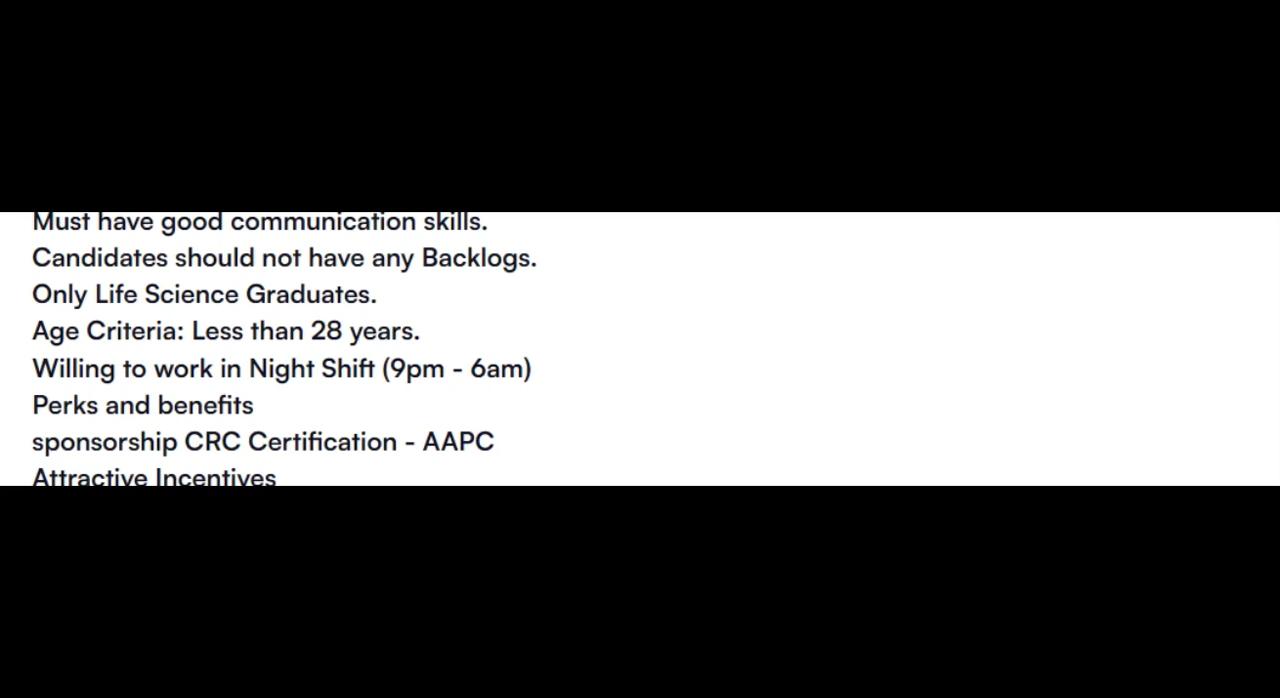 Must have good communication skills.
Candidates should not have any Backlogs.
Only Life Science Graduates.
Age Criteria: Less than 28 years.
Willing to work in Night Shift (9pm - 6am)
Perks and benefits
sponsorship CRC Certification - AAPC
Attractive Incentives